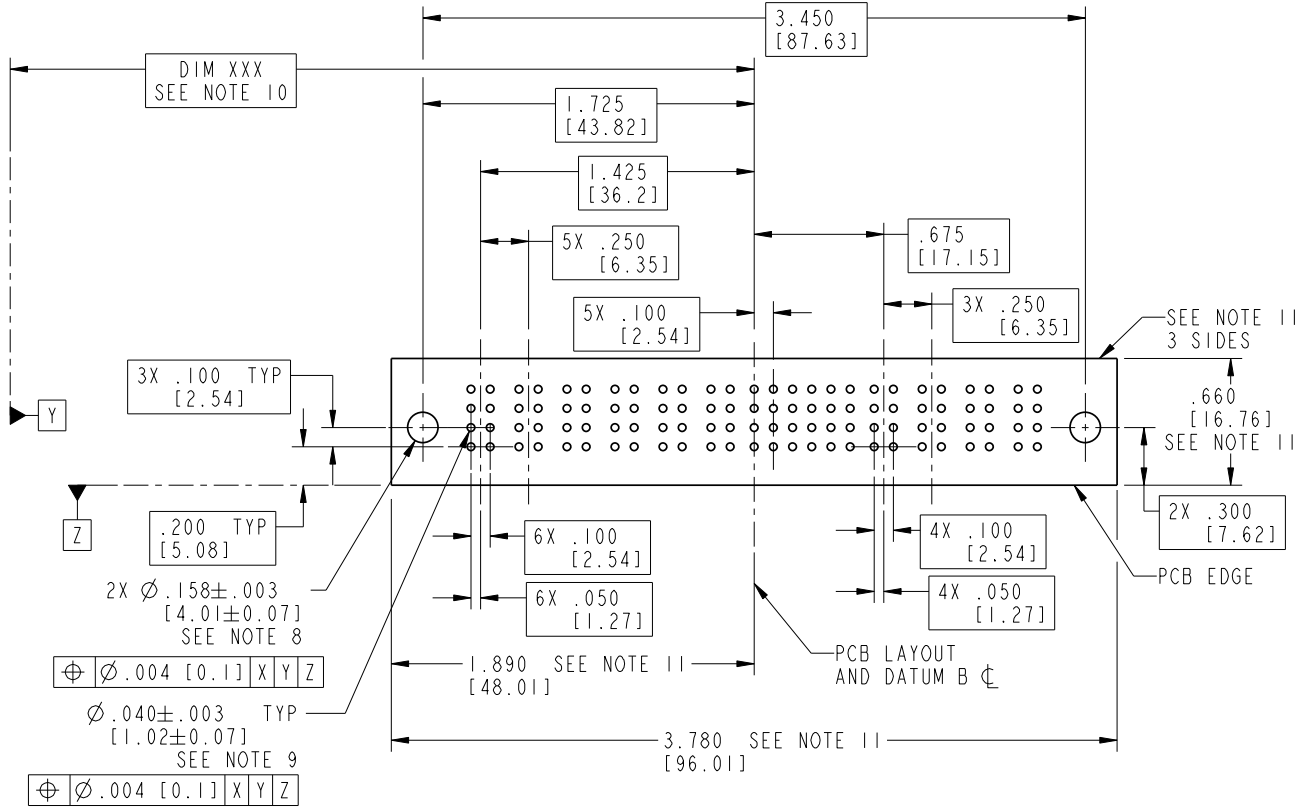 3.450
[87.63]
DIM XXX
SEE NOTE 10
1.725
[43.82]
1.425
[36.2]
5X .250
[6.35]
.675
[17.15]
5X .100
[2.54]
3X .250
[6.35]
SEE NOTE 11
3 SIDES
3X .100 TYP
[2.54]
.660
[16.76]
SEE NOTE 11
Y
Z
.200 TYP
[5.08]
6X .100
[2.54]
4X .100
[2.54]
2X .300
[7.62]
PCB EDGE
2X Ø.158±.003
[4.01±0.07]
SEE NOTE 8
6X .050
[1.27]
4X .050
[1.27]
⌖ Ø.004 [0.1] X Y Z
1.890 SEE NOTE 11
[48.01]
PCB LAYOUT
AND DATUM B ℄
Ø.040±.003 TYP
[1.02±0.07]
SEE NOTE 9
3.780 SEE NOTE 11
[96.01]
⌖ Ø.004 [0.1] X Y Z